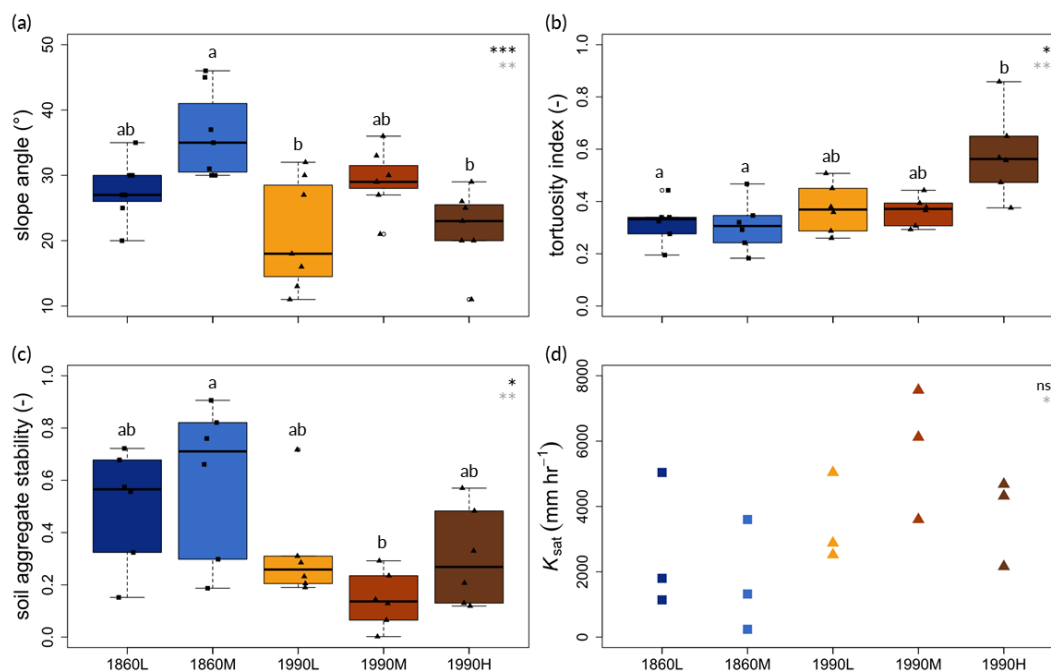 (a)
50
40
30
20
10
slope angle (°)
ab
a
b
ab
b
***
**
(b)
1.0
0.8
0.6
0.4
0.2
0.0
tortuosity index (-)
a
a
ab
ab
b
*
**
(c)
1.0
0.8
0.6
0.4
0.2
0.0
soil aggregate stability (-)
ab
a
ab
b
ab
*
**
1860L 1860M 1990L 1990M 1990H
(d)
8000
6000
4000
2000
0
Ksat (mm hr−1)
ns
*
1860L 1860M 1990L 1990M 1990H